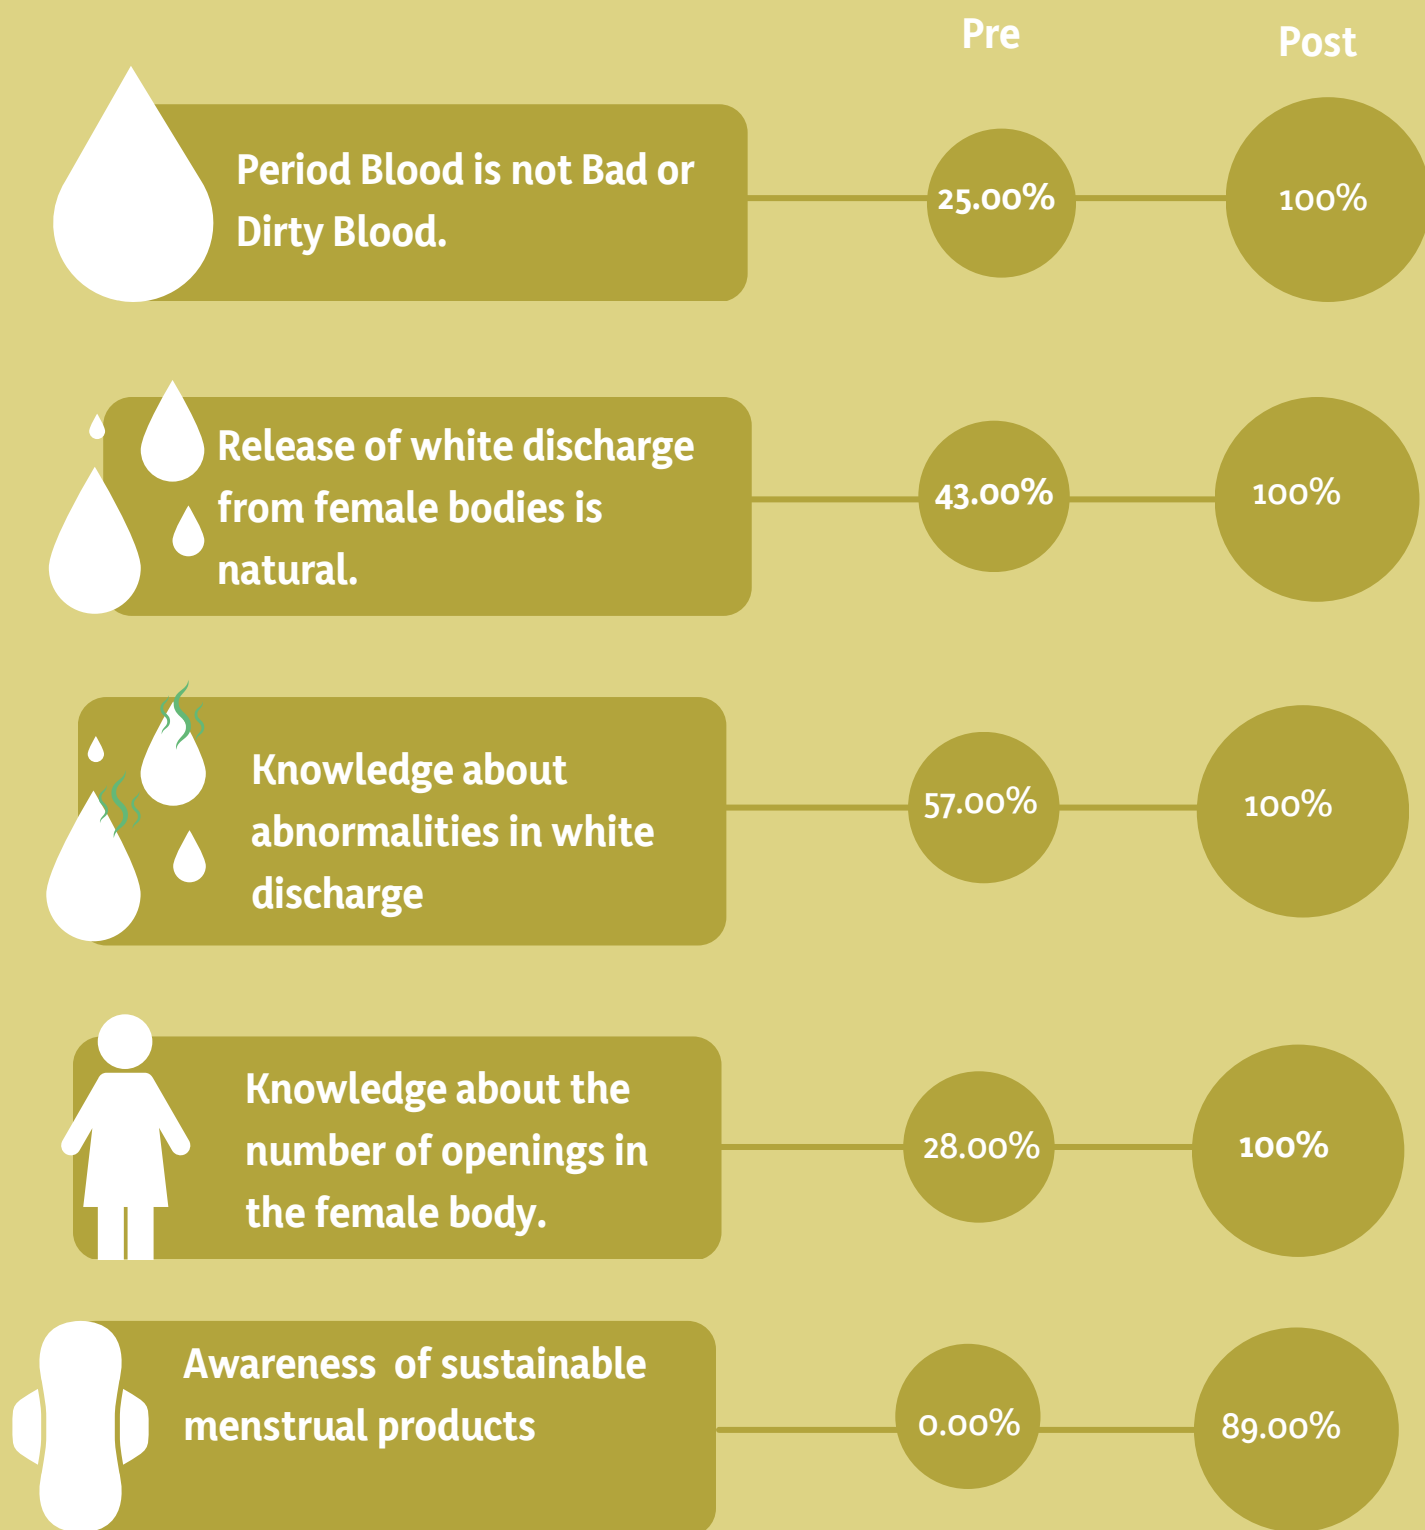 Pre Post
Period Blood is not Bad or
Dirty Blood.
25.00% 100%
Release of white discharge
from female bodies is
natural.
43.00% 100%
Knowledge about
abnormalities in white
discharge
57.00% 100%
Knowledge about the
number of openings in
the female body.
28.00% 100%
Awareness of sustainable
menstrual products
0.00% 89.00%